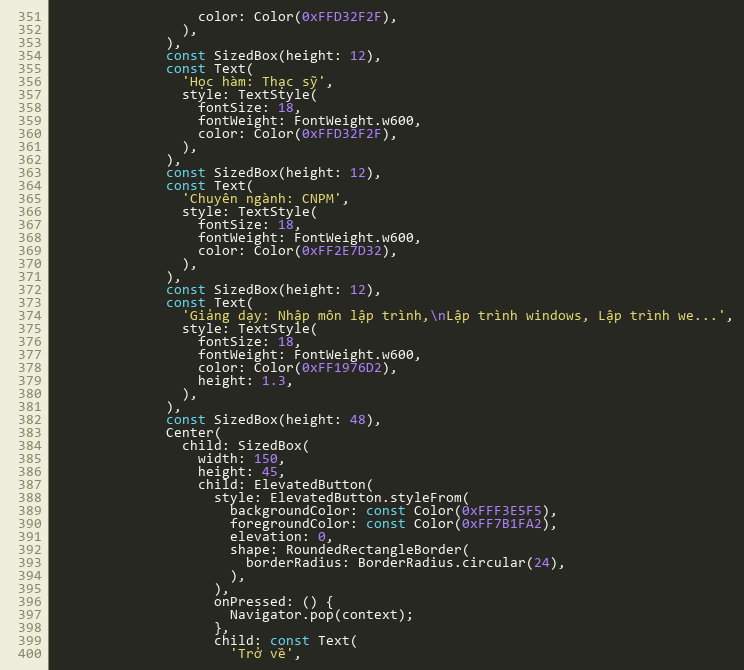 351                   color: Color(0xFFD32F2F),
352                 ),
353               ),
354               const SizedBox(height: 12),
355               const Text(
356                 'Học hàm: Thạc sỹ',
357                 style: TextStyle(
358                   fontSize: 18,
359                   fontWeight: FontWeight.w600,
360                   color: Color(0xFFD32F2F),
361                 ),
362               ),
363               const SizedBox(height: 12),
364               const Text(
365                 'Chuyên ngành: CNPM',
366                 style: TextStyle(
367                   fontSize: 18,
368                   fontWeight: FontWeight.w600,
369                   color: Color(0xFF2E7D32),
370                 ),
371               ),
372               const SizedBox(height: 12),
373               const Text(
374                 'Giảng dạy: Nhập môn lập trình,\nLập trình windows, Lập trình we...',
375                 style: TextStyle(
376                   fontSize: 18,
377                   fontWeight: FontWeight.w600,
378                   color: Color(0xFF1976D2),
379                   height: 1.3,
380                 ),
381               ),
382               const SizedBox(height: 48),
383               Center(
384                 child: SizedBox(
385                   width: 150,
386                   height: 45,
387                   child: ElevatedButton(
388                     style: ElevatedButton.styleFrom(
389                       backgroundColor: const Color(0xFFF3E5F5),
390                       foregroundColor: const Color(0xFF7B1FA2),
391                       elevation: 0,
392                       shape: RoundedRectangleBorder(
393                         borderRadius: BorderRadius.circular(24),
394                       ),
395                     ),
396                     onPressed: () {
397                       Navigator.pop(context);
398                     },
399                     child: const Text(
400                       'Trở về',